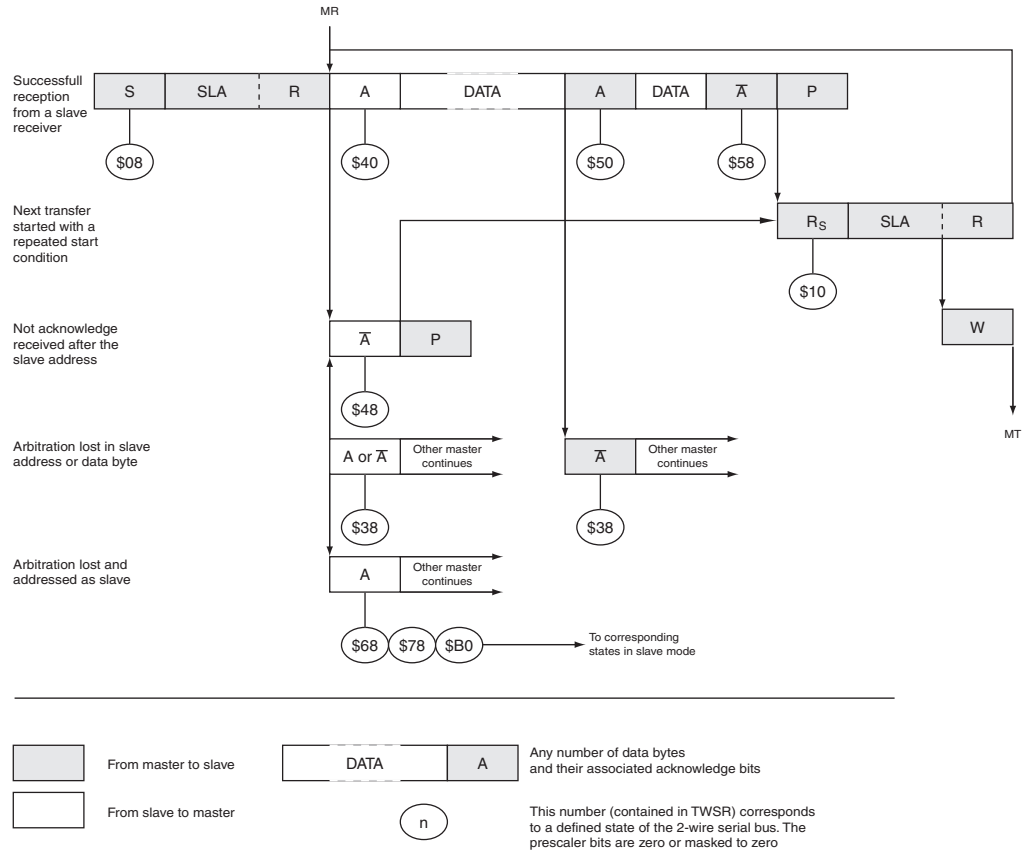 MR
Successfull
reception
from a slave
receiver
S SLA R A DATA A DATA A̅ P
$08 $40 $50 $58
Next transfer
started with a
repeated start
condition
RS SLA R
$10
Not acknowledge
received after the
slave address
A̅ P
W
$48
MT
Arbitration lost in slave
address or data byte
A or A̅
Other master
continues
A̅
Other master
continues
$38 $38
Arbitration lost and
addressed as slave
A
Other master
continues
$68 $78 $B0
To corresponding
states in slave mode
From master to slave
DATA A
Any number of data bytes
and their associated acknowledge bits
From slave to master
n
This number (contained in TWSR) corresponds
to a defined state of the 2-wire serial bus. The
prescaler bits are zero or masked to zero